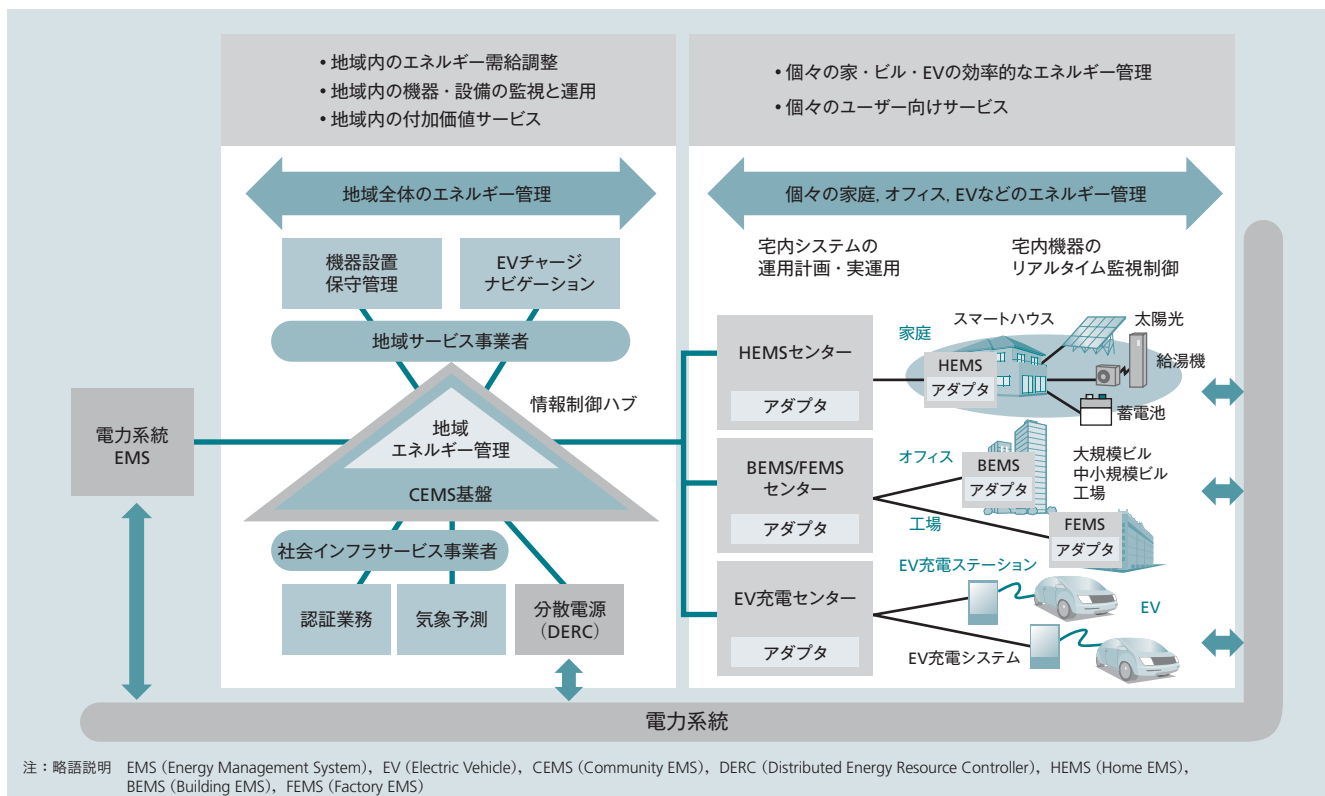 • 地域内のエネルギー需給調整
• 地域内の機器・設備の監視と運用
• 地域内の付加価値サービス
• 個々の家・ビル・EVの効率的なエネルギー管理
• 個々のユーザー向けサービス
地域全体のエネルギー管理
個々の家庭, オフィス, EVなどのエネルギー管理
機器設置
保守管理
EVチャージ
ナビゲーション
地域サービス事業者
情報制御ハブ
地域
エネルギー管理
CEMS基盤
電力系統
EMS
社会インフラサービス事業者
認証業務
気象予測
分散電源
（DERC）
宅内システムの
運用計画・実運用
宅内機器の
リアルタイム監視制御
HEMSセンター
アダプタ
家庭
スマートハウス
太陽光
給湯機
蓄電池
HEMS
アダプタ
BEMS/FEMS
センター
アダプタ
オフィス
BEMS
アダプタ
大規模ビル
中小規模ビル
工場
工場
FEMS
アダプタ
EV充電センター
アダプタ
EV充電ステーション
EV
EV充電システム
電力系統
注：略語説明　EMS（Energy Management System），EV（Electric Vehicle），CEMS（Community EMS），DERC（Distributed Energy Resource Controller），HEMS（Home EMS），
BEMS（Building EMS），FEMS（Factory EMS）